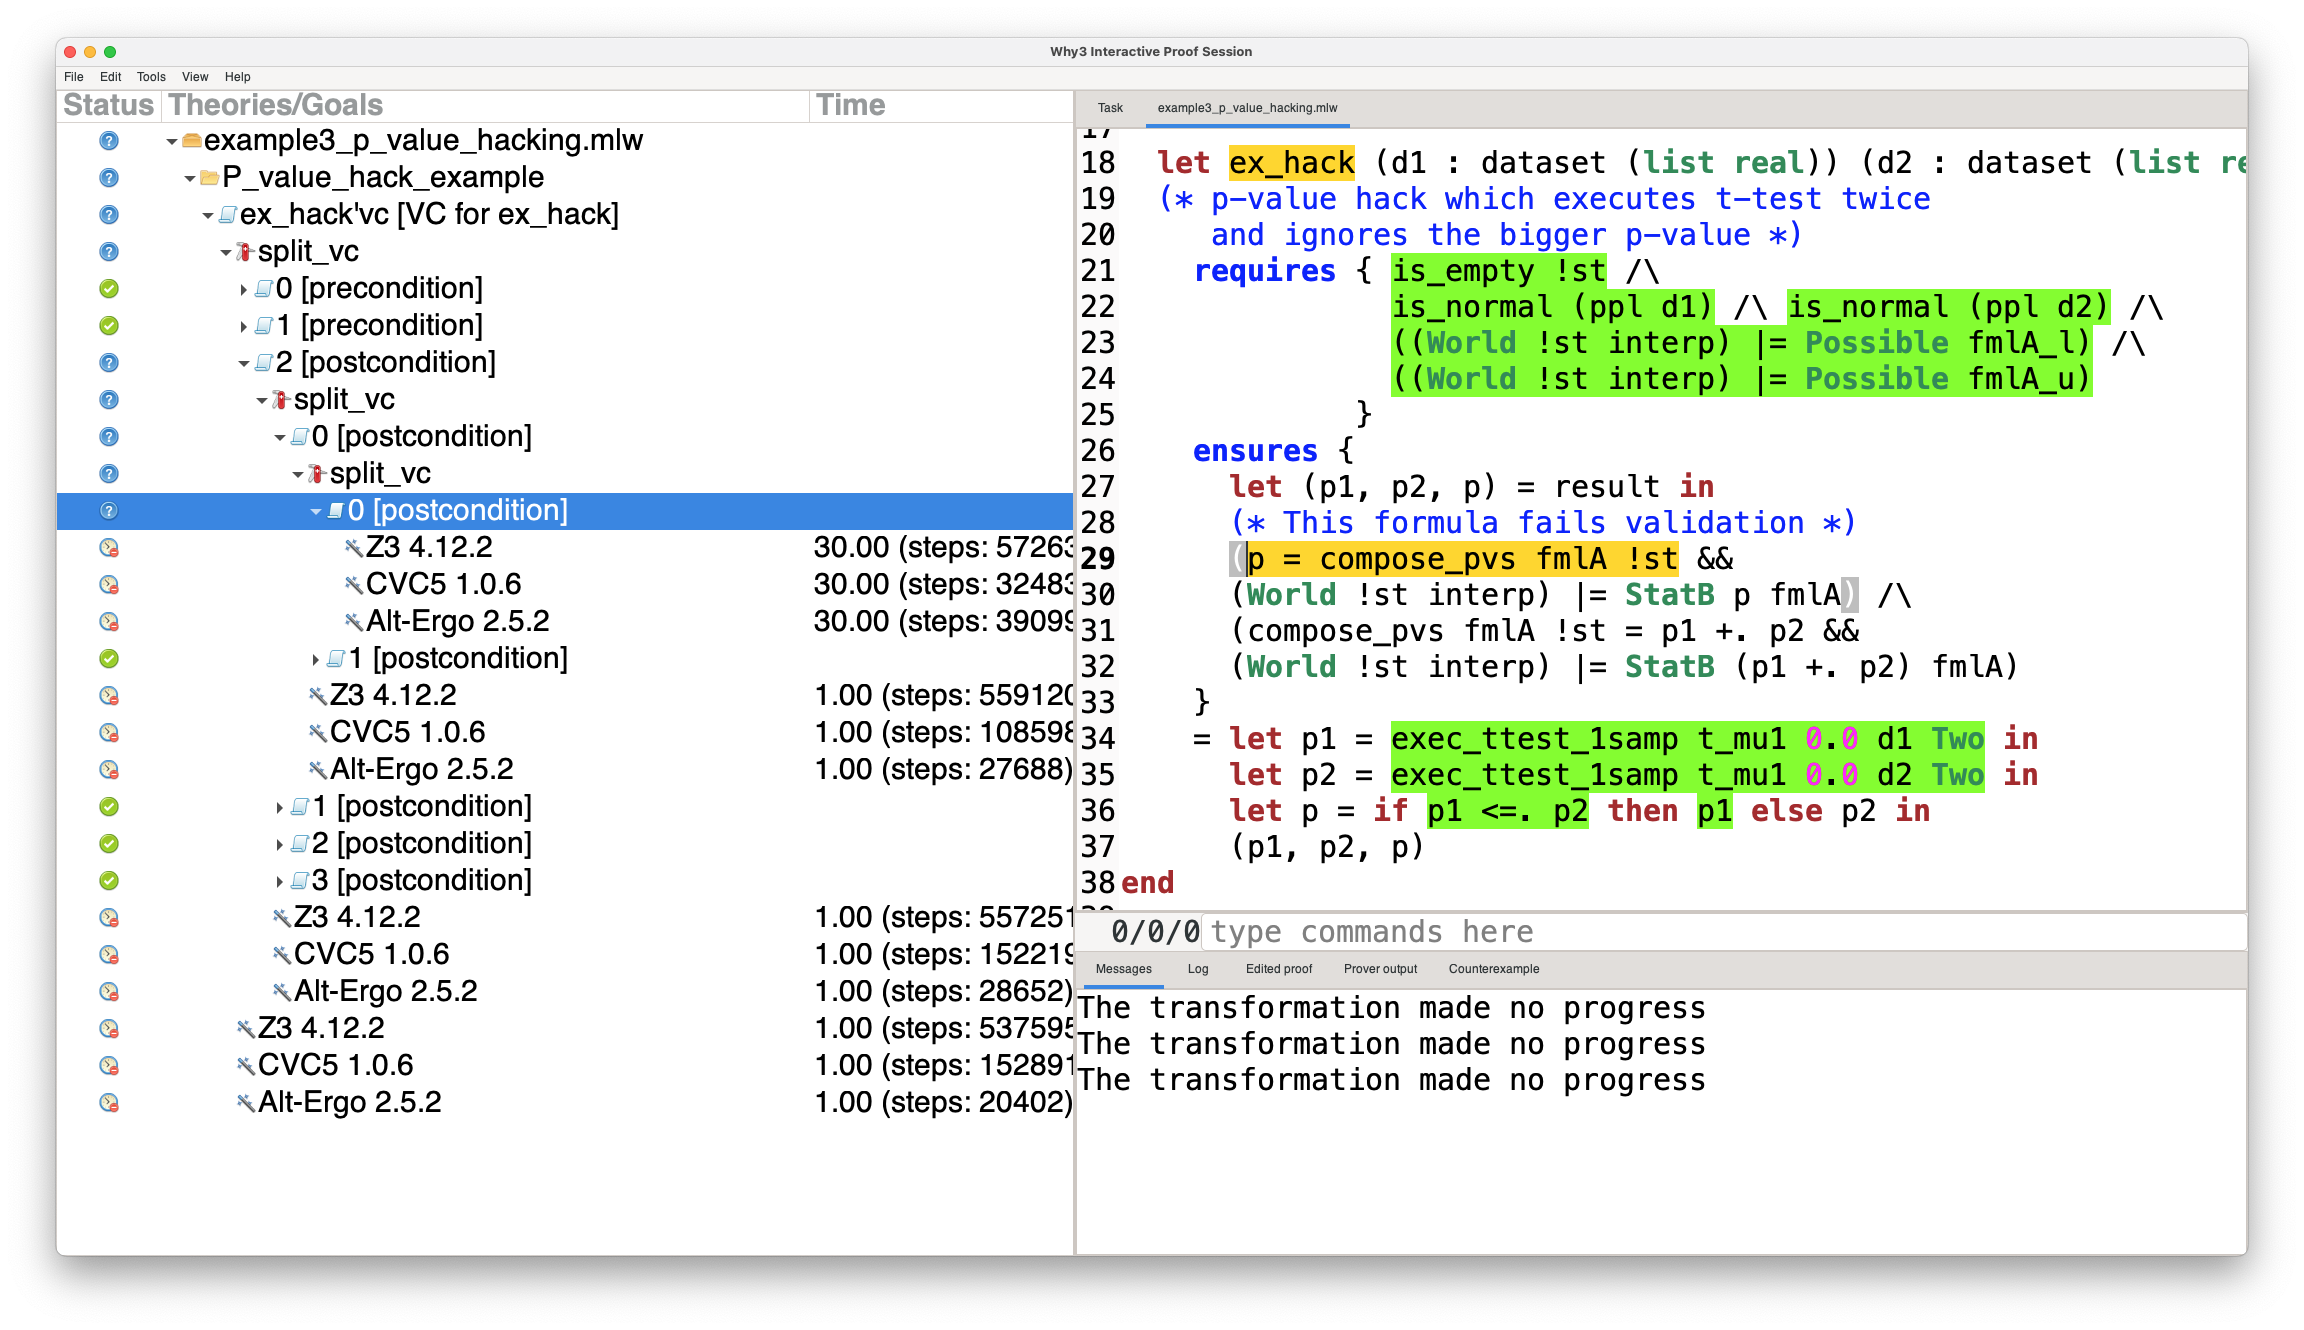 Why3 Interactive Proof Session
File Edit Tools View Help
Status Theories/Goals Time
example3_p_value_hacking.mlw
P_value_hack_example
ex_hack'vc [VC for ex_hack]
split_vc
0 [precondition]
1 [precondition]
2 [postcondition]
split_vc
0 [postcondition]
split_vc
0 [postcondition]
Z3 4.12.2 30.00 (steps: 57263
CVC5 1.0.6 30.00 (steps: 32483
Alt-Ergo 2.5.2 30.00 (steps: 39099
1 [postcondition]
Z3 4.12.2 1.00 (steps: 559120
CVC5 1.0.6 1.00 (steps: 108598
Alt-Ergo 2.5.2 1.00 (steps: 27688)
1 [postcondition]
2 [postcondition]
3 [postcondition]
Z3 4.12.2 1.00 (steps: 557251
CVC5 1.0.6 1.00 (steps: 152219
Alt-Ergo 2.5.2 1.00 (steps: 28652)
Z3 4.12.2 1.00 (steps: 537595
CVC5 1.0.6 1.00 (steps: 152891
Alt-Ergo 2.5.2 1.00 (steps: 20402)
Task example3_p_value_hacking.mlw
17
18 let ex_hack (d1 : dataset (list real)) (d2 : dataset (list re
19 (* p-value hack which executes t-test twice
20 and ignores the bigger p-value *)
21 requires { is_empty !st /\
22 is_normal (ppl d1) /\ is_normal (ppl d2) /\
23 ((World !st interp) |= Possible fmlA_l) /\
24 ((World !st interp) |= Possible fmlA_u)
25 }
26 ensures {
27 let (p1, p2, p) = result in
28 (* This formula fails validation *)
29 (p = compose_pvs fmlA !st &&
30 (World !st interp) |= StatB p fmlA) /\
31 (compose_pvs fmlA !st = p1 +. p2 &&
32 (World !st interp) |= StatB (p1 +. p2) fmlA)
33 }
34 = let p1 = exec_ttest_1samp t_mu1 0.0 d1 Two in
35 let p2 = exec_ttest_1samp t_mu1 0.0 d2 Two in
36 let p = if p1 <=. p2 then p1 else p2 in
37 (p1, p2, p)
38 end
0/0/0 type commands here
Messages Log Edited proof Prover output Counterexample
The transformation made no progress
The transformation made no progress
The transformation made no progress